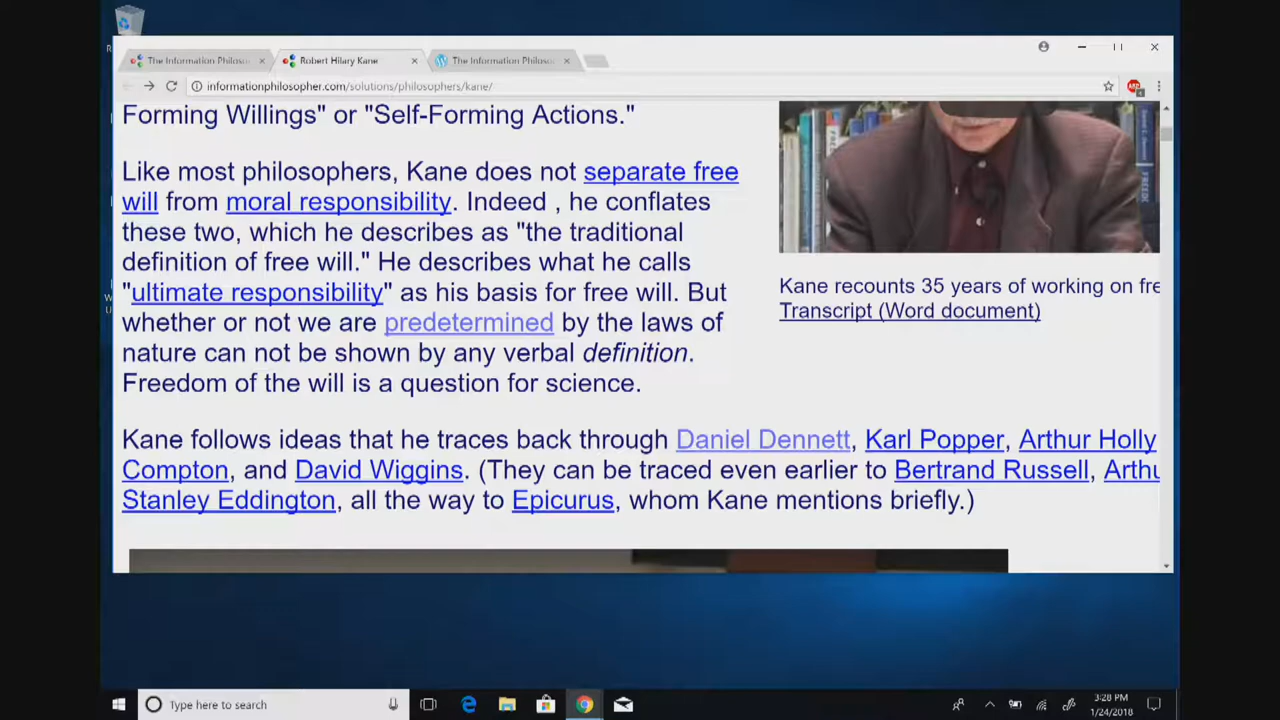 The Information Philoso
Robert Hilary Kane
The Information Philoso
informationphilosopher.com/solutions/philosophers/kane/
Forming Willings" or "Self-Forming Actions."
Like most philosophers, Kane does not separate free
will from moral responsibility. Indeed , he conflates
these two, which he describes as "the traditional
definition of free will." He describes what he calls
"ultimate responsibility" as his basis for free will. But
whether or not we are predetermined by the laws of
nature can not be shown by any verbal definition.
Freedom of the will is a question for science.
Kane recounts 35 years of working on fre
Transcript (Word document)
Kane follows ideas that he traces back through Daniel Dennett, Karl Popper, Arthur Holly
Compton, and David Wiggins. (They can be traced even earlier to Bertrand Russell, Arthu
Stanley Eddington, all the way to Epicurus, whom Kane mentions briefly.)
Type here to search
3:28 PM
1/24/2018